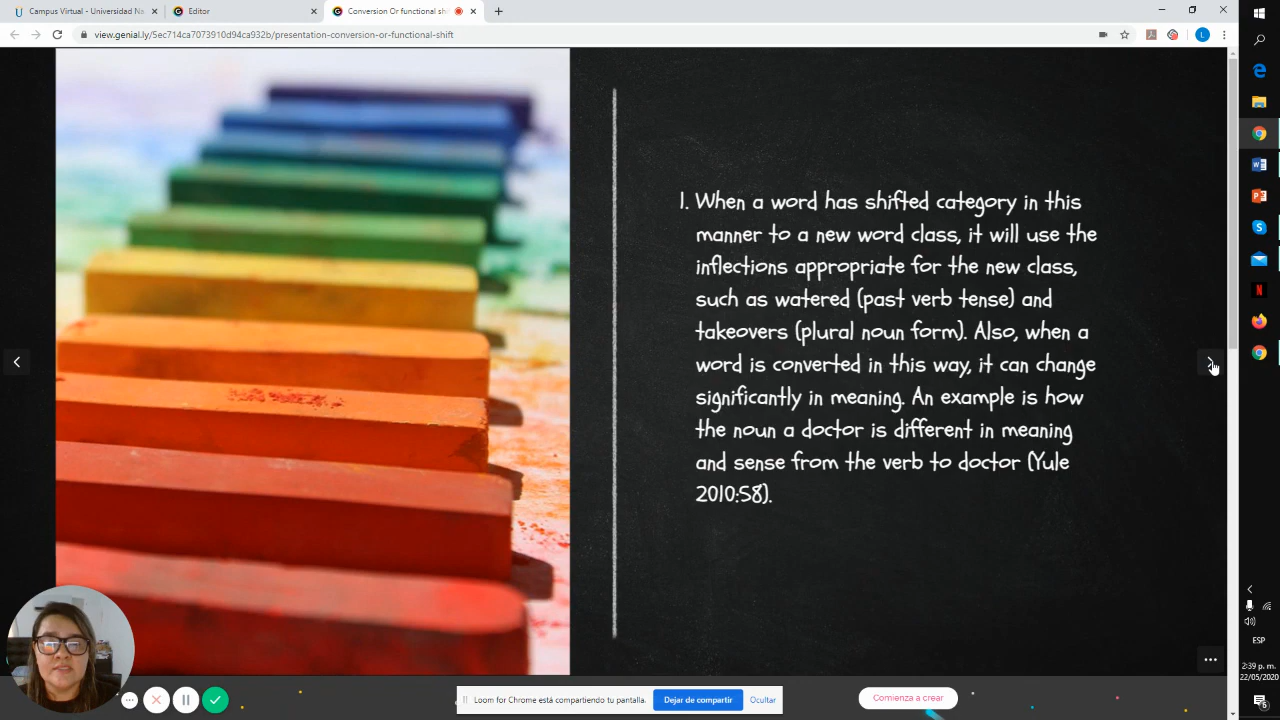 Campus Virtual - Universidad Na
Editor
Conversion Or functional sh
view.genial.ly/5ec714ca7073910d94ca932b/presentation-conversion-or-functional-shift
L
1. When a word has shifted category in this
manner to a new word class, it will use the
inflections appropriate for the new class,
such as watered (past verb tense) and
takeovers (plural noun form). Also, when a
word is converted in this way, it can change
significantly in meaning. An example is how
the noun a doctor is different in meaning
and sense from the verb to doctor (Yule
2010:58).
Loom for Chrome está compartiendo tu pantalla.
Dejar de compartir
Ocultar
Comienza a crear
ESP
2:39 p. m.
22/05/2020